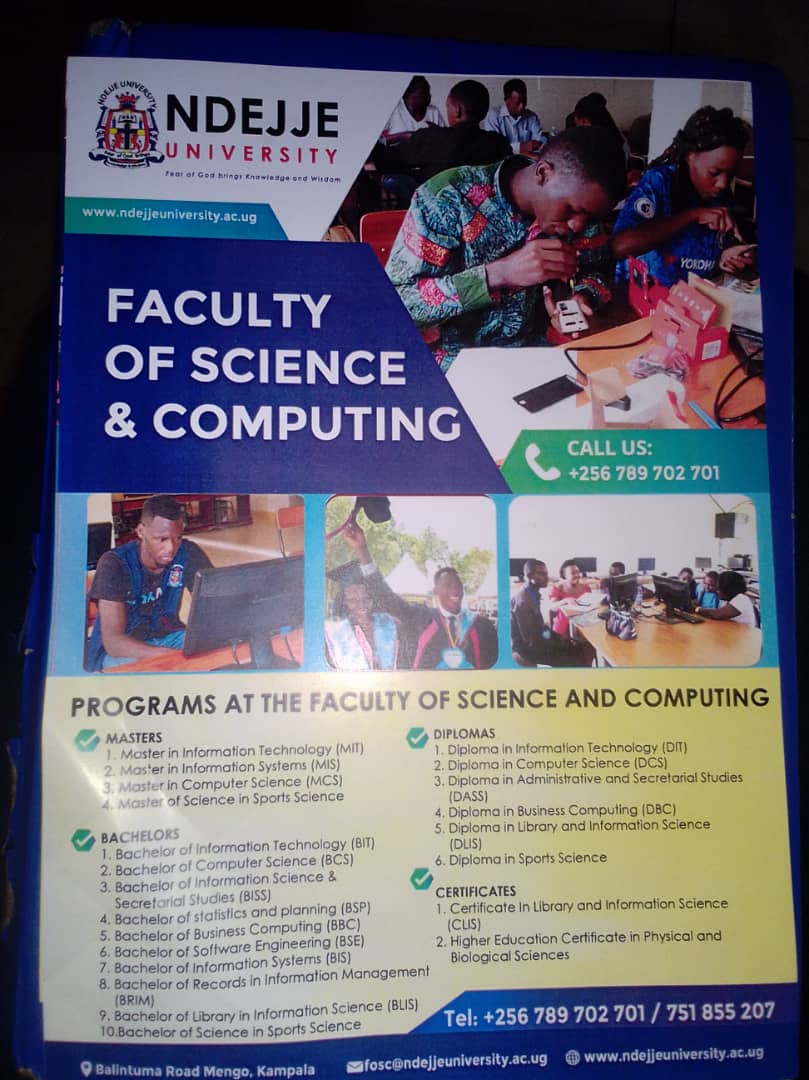 NDEJJE UNIVERSITY
Fear of God brings Knowledge and Wisdom
NDEJJE
UNIVERSITY
Fear of God brings Knowledge and Wisdom
www.ndejjeuniversity.ac.ug
YOKOHA
FACULTY
OF SCIENCE
& COMPUTING
CALL US:
+256 789 702 701
PROGRAMS AT THE FACULTY OF SCIENCE AND COMPUTING
MASTERS
1. Master in Information Technology (MIT)
2. Master in Information Systems (MIS)
3. Master in Computer Science (MCS)
4. Master of Science in Sports Science
BACHELORS
1. Bachelor of Information Technology (BIT)
2. Bachelor of Computer Science (BCS)
3. Bachelor of Information Science &
Secretarial Studies (BISS)
4. Bachelor of statistics and planning (BSP)
5. Bachelor of Business Computing (BBC)
6. Bachelor of Software Engineering (BSE)
7. Bachelor of Information Systems (BIS)
8. Bachelor of Records in Information Management
(BRIM)
9. Bachelor of Library in Information Science (BLIS)
10.Bachelor of Science in Sports Science
DIPLOMAS
1. Diploma in Information Technology (DIT)
2. Diploma in Computer Science (DCS)
3. Diploma in Administrative and Secretarial Studies
(DASS)
4. Diploma in Business Computing (DBC)
5. Diploma in Library and Information Science
(DLIS)
6. Diploma in Sports Science
CERTIFICATES
1. Certificate In Library and Information Science
(CLIS)
2. Higher Education Certificate in Physical and
Biological Sciences
Tel: +256 789 702 701 / 751 855 207
Balintuma Road Mengo, Kampala
fosc@ndejjeuniversity.ac.ug
www.ndejjeuniversity.ac.ug